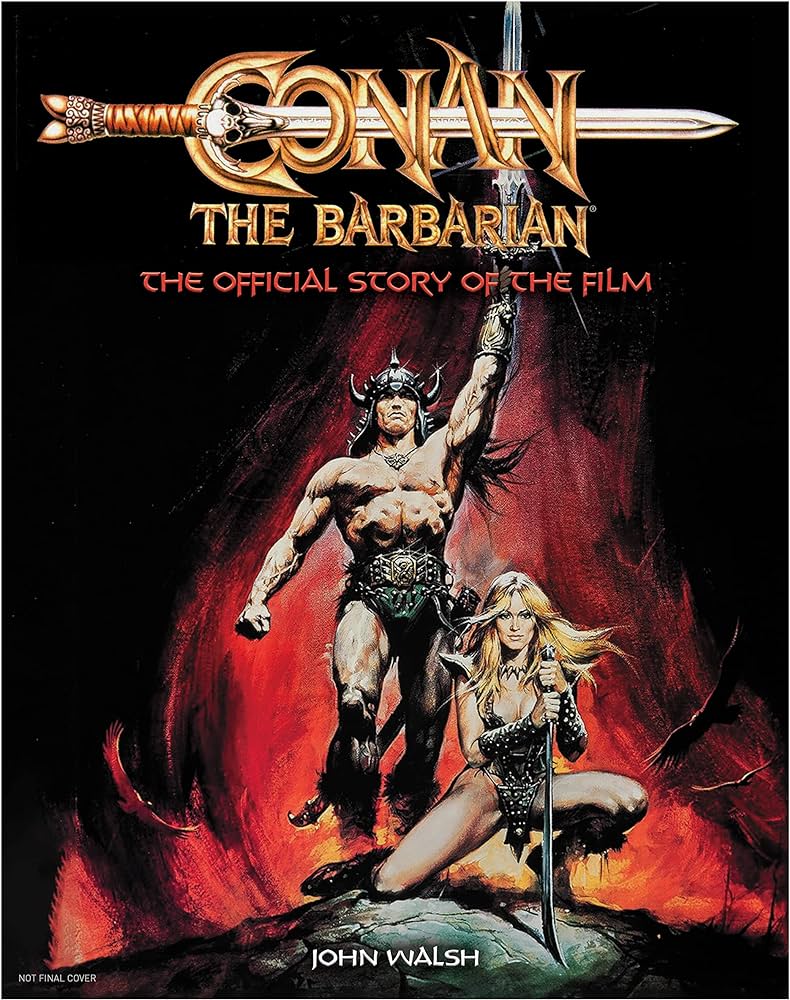 CONAN
THE BARBARIAN®
THE OFFICIAL STORY OF THE FILM
JOHN WALSH
NOT FINAL COVER